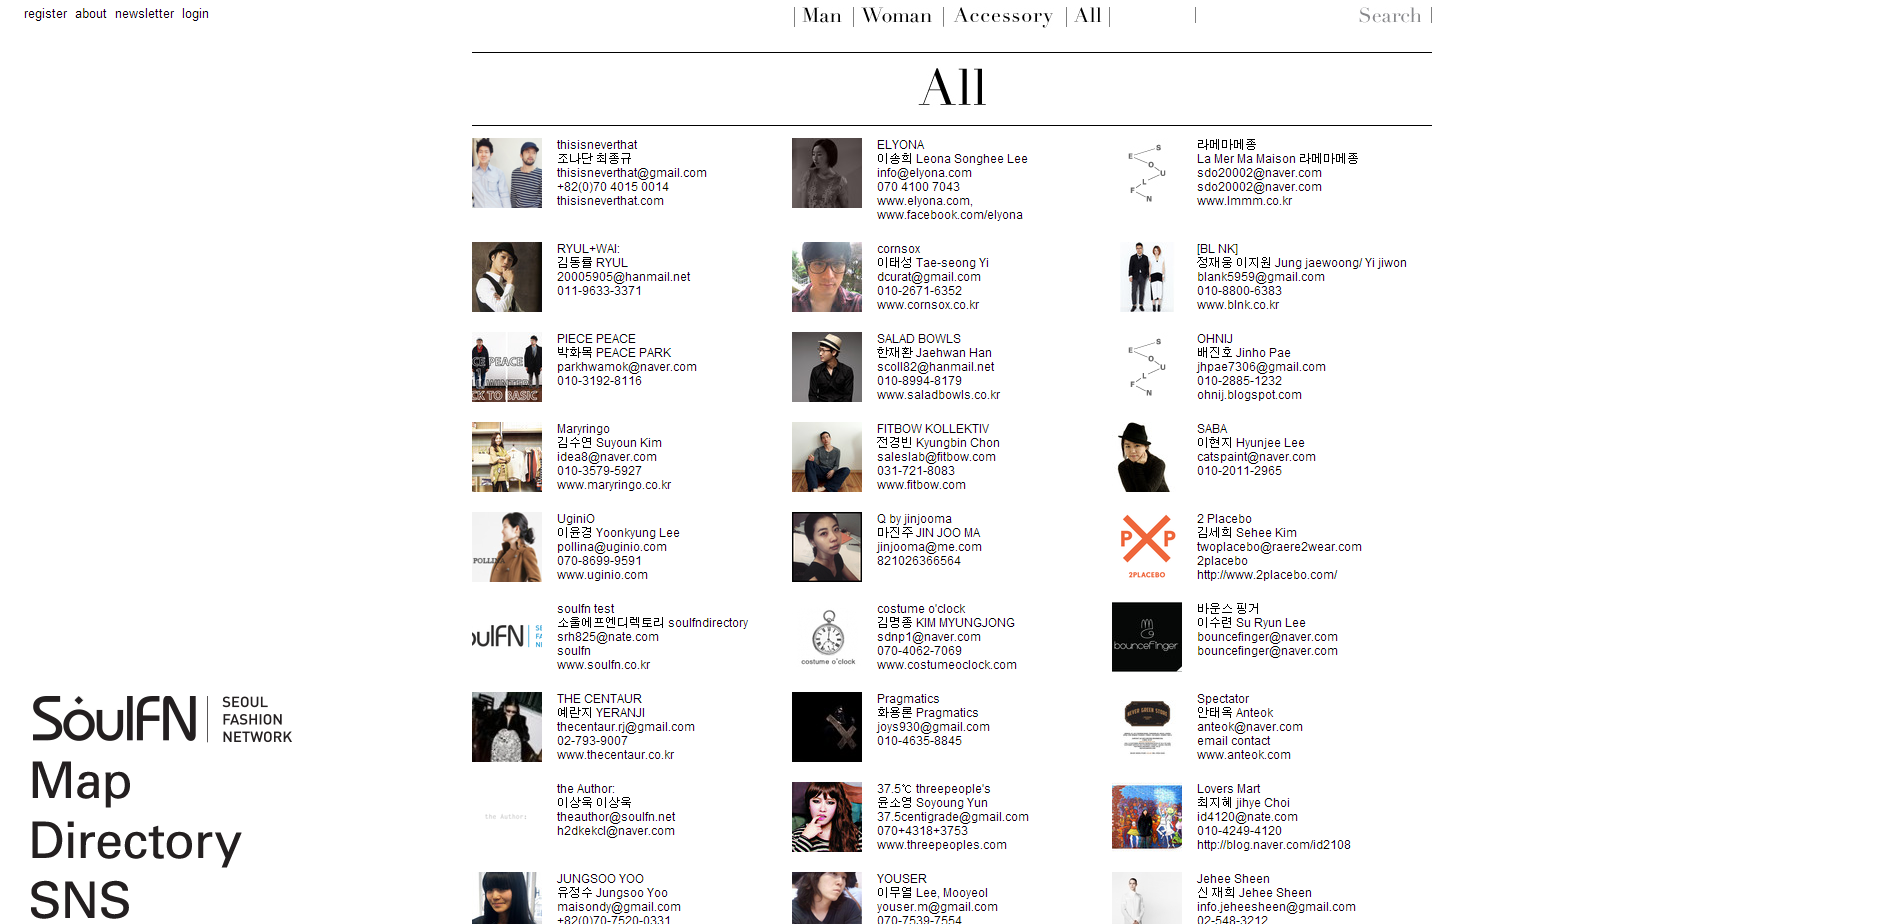 register about newsletter login
Man Woman Accessory All Search
All
thisisneverthat
조나단 최종규
thisisneverthat@gmail.com
+82(0)70 4015 0014
thisisneverthat.com
ELYONA
이송희 Leona Songhee Lee
info@elyona.com
070 4100 7043
www.elyona.com,
www.facebook.com/elyona
S
E
O
U
L
F
N
라메마메종
La Mer Ma Maison 라메마메종
sdo20002@naver.com
sdo20002@naver.com
www.lmmm.co.kr
RYUL+WAI:
김동률 RYUL
20005905@hanmail.net
011-9633-3371
cornsox
이태성 Tae-seong Yi
dcurat@gmail.com
010-2671-6352
www.cornsox.co.kr
[BL NK]
정재웅 이지원 Jung jaewoong/ Yi jiwon
blank5959@gmail.com
010-8800-6383
www.blnk.co.kr
CE PEACE
CK TO BASIC
PIECE PEACE
박화목 PEACE PARK
parkhwamok@naver.com
010-3192-8116
SALAD BOWLS
한재환 Jaehwan Han
scoll82@hanmail.net
010-8994-8179
www.saladbowls.co.kr
S
E
O
U
L
F
N
OHNIJ
배진호 Jinho Pae
jhpae7306@gmail.com
010-2885-1232
ohnij.blogspot.com
Maryringo
김수연 Suyoun Kim
idea8@naver.com
010-3579-5927
www.maryringo.co.kr
FITBOW KOLLEKTIV
전경빈 Kyungbin Chon
saleslab@fitbow.com
031-721-8083
www.fitbow.com
SABA
이현지 Hyunjee Lee
catspaint@naver.com
010-2011-2965
POLLINA
UginiO
이윤경 Yoonkyung Lee
pollina@uginio.com
070-8699-9591
www.uginio.com
Q by jinjooma
마진주 JIN JOO MA
jinjooma@me.com
821026366564
P P
2PLACEBO
2 Placebo
김세희 Sehee Kim
twoplacebo@raere2wear.com
2placebo
http://www.2placebo.com/
oulFN
soulfn test
소울에프엔디렉토리 soulfndirectory
srh825@nate.com
soulfn
www.soulfn.co.kr
costume o'clock
costume o'clock
김명종 KIM MYUNGJONG
sdnp1@naver.com
070-4062-7069
www.costumeoclock.com
bouncefinger
바운스 핑거
이수련 Su Ryun Lee
bouncefinger@naver.com
bouncefinger@naver.com
THE CENTAUR
예란지 YERANJI
thecentaur.rj@gmail.com
02-793-9007
www.thecentaur.co.kr
Pragmatics
화용론 Pragmatics
joys930@gmail.com
010-4635-8845
NEVER GREEN STORE
Spectator
안태옥 Anteok
anteok@naver.com
email contact
www.anteok.com
the Author:
the Author:
이상욱 이상욱
theauthor@soulfn.net
h2dkekcl@naver.com
37.5℃ threepeople's
윤소영 Soyoung Yun
37.5centigrade@gmail.com
070+4318+3753
www.threepeoples.com
Lovers Mart
최지혜 jihye Choi
id4120@nate.com
010-4249-4120
http://blog.naver.com/id2108
JUNGSOO YOO
유정수 Jungsoo Yoo
maisondy@gmail.com
+82(0)70-7520-0331
YOUSER
이무열 Lee, Mooyeol
youser.m@gmail.com
070-7539-7554
Jehee Sheen
신 재희 Jehee Sheen
info.jeheesheen@gmail.com
02-548-3212
SoulFN SEOUL
FASHION
NETWORK
Map
Directory
SNS